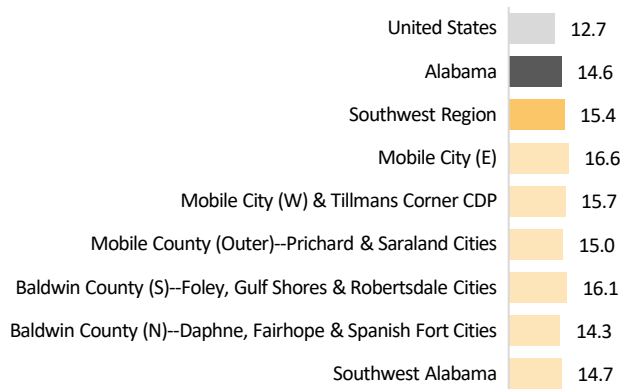 United States 12.7
Alabama 14.6
Southwest Region 15.4
Mobile City (E) 16.6
Mobile City (W) & Tillmans Corner CDP 15.7
Mobile County (Outer)--Prichard & Saraland Cities 15.0
Baldwin County (S)--Foley, Gulf Shores & Robertsdale Cities 16.1
Baldwin County (N)--Daphne, Fairhope & Spanish Fort Cities 14.3
Southwest Alabama 14.7